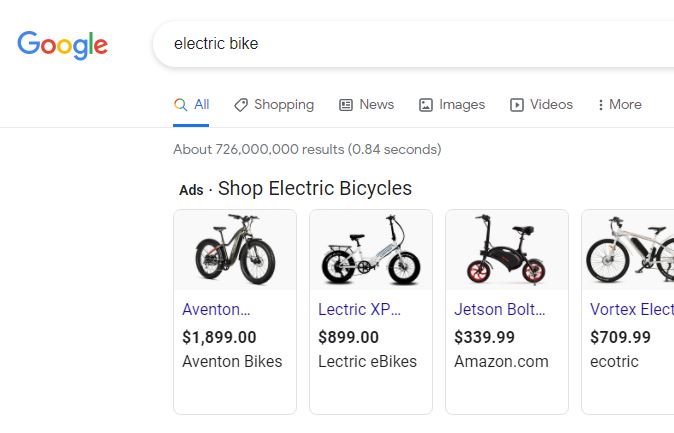 Google
electric bike
All Shopping News Images Videos More
About 726,000,000 results (0.84 seconds)
Ads · Shop Electric Bicycles
Aventon... Lectric XP... Jetson Bolt... Vortex Elect
$1,899.00 $899.00 $339.99 $709.99
Aventon Bikes Lectric eBikes Amazon.com ecotric